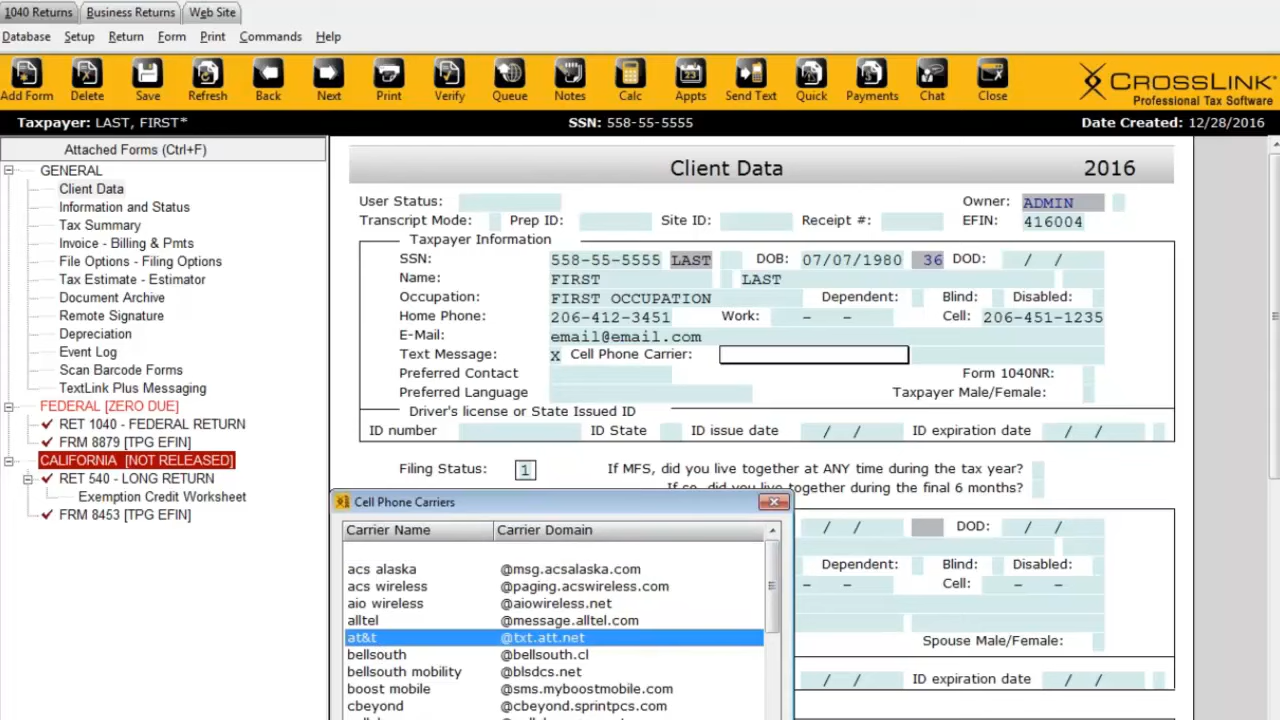 1040 Returns Business Returns Web Site
Database Setup Return Form Print Commands Help
Add Form Delete Save Refresh Back Next Print Verify Queue Notes Calc Appts Send Text Quick Payments Chat Close
CROSSLINK
Professional Tax Software
Taxpayer: LAST, FIRST* SSN: 558-55-5555 Date Created: 12/28/2016
Attached Forms (Ctrl+F)
GENERAL
Client Data
Information and Status
Tax Summary
Invoice - Billing & Pmts
File Options - Filing Options
Tax Estimate - Estimator
Document Archive
Remote Signature
Depreciation
Event Log
Scan Barcode Forms
TextLink Plus Messaging
FEDERAL [ZERO DUE]
RET 1040 - FEDERAL RETURN
FRM 8879 [TPG EFIN]
CALIFORNIA [NOT RELEASED]
RET 540 - LONG RETURN
Exemption Credit Worksheet
FRM 8453 [TPG EFIN]
Client Data 2016
User Status: Owner: ADMIN
Transcript Mode: Prep ID: Site ID: Receipt #: EFIN: 416004
Taxpayer Information
SSN: 558-55-5555 LAST DOB: 07/07/1980 36 DOD: / /
Name: FIRST LAST
Occupation: FIRST OCCUPATION Dependent: Blind: Disabled:
Home Phone: 206-412-3451 Work: - - Cell: 206-451-1235
E-Mail: email@email.com
Text Message: X Cell Phone Carrier:
Preferred Contact Form 1040NR:
Preferred Language Taxpayer Male/Female:
Driver's license or State Issued ID
ID number ID State ID issue date / / ID expiration date / /
Filing Status: 1 If MFS, did you live together at ANY time during the tax year?
If so, did you live together during the final 6 months?
/ / DOD: / /
Dependent: Blind: Disabled:
- - Cell: - -
Spouse Male/Female:
/ / ID expiration date / /
Cell Phone Carriers
Carrier Name Carrier Domain
acs alaska @msg.acsalaska.com
acs wireless @paging.acswireless.com
aio wireless @aiowireless.net
alltel @message.alltel.com
at&t @txt.att.net
bellsouth @bellsouth.cl
bellsouth mobility @blsdcs.net
boost mobile @sms.myboostmobile.com
cbeyond @cbeyond.sprintpcs.com